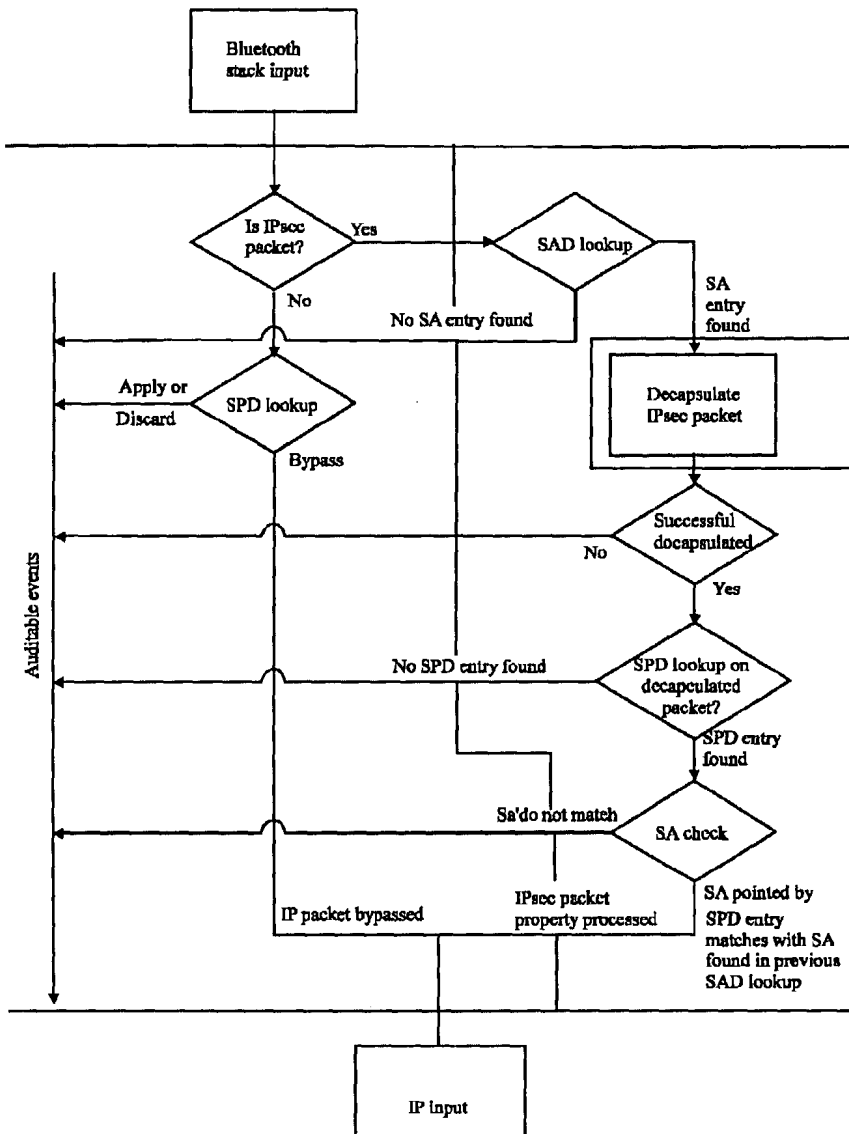 Bluetooth
stack input
Is IPsec
packet?
Yes
SAD lookup
No
SA
entry
found
No SA entry found
Apply or
Discard
SPD lookup
Decapsulate
IPsec packet
Bypass
Successful
docapsulated
No
Yes
Auditable events
No SPD entry found
SPD lookup on
decapculated
packet?
SPD entry
found
Sa'do not match
SA check
IP packet bypassed
IPsec packet
property processed
SA pointed by
SPD entry
matches with SA
found in previous
SAD lookup
IP input